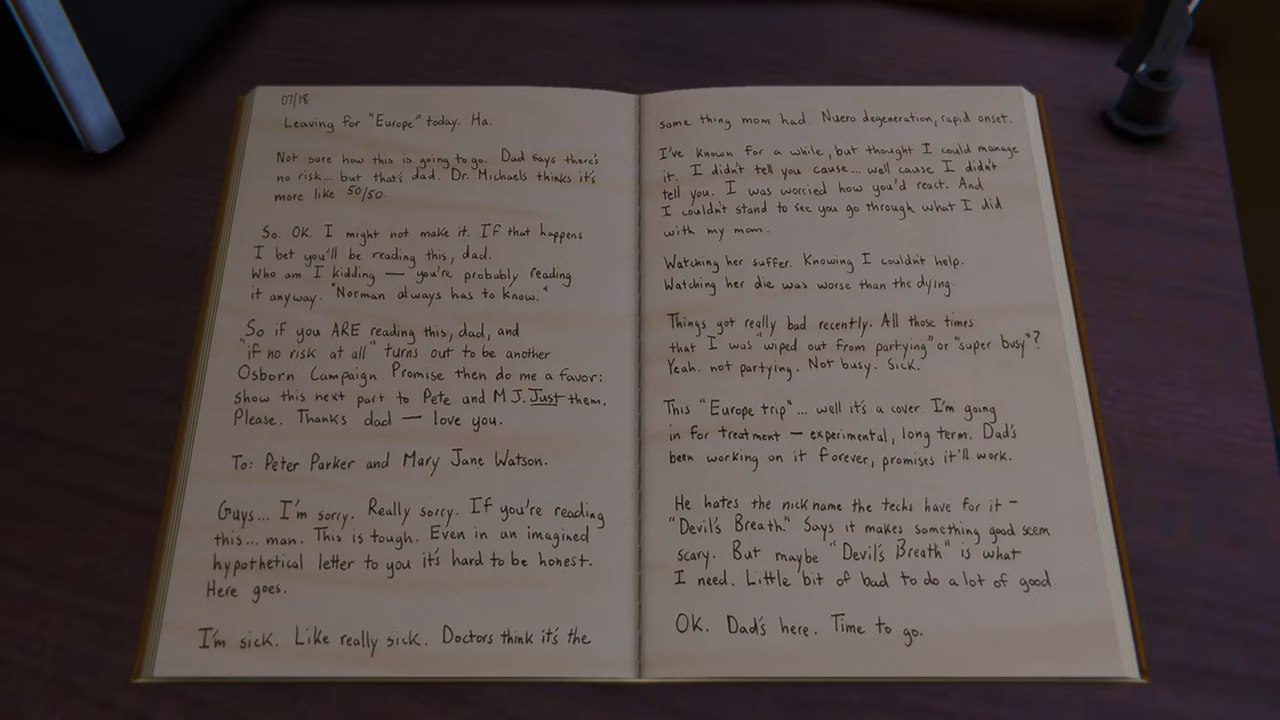 07/18
Leaving for "Europe" today. Ha.
Not sure how this is going to go. Dad says there's
no risk... but that's dad. Dr. Michaels thinks it's
more like 50/50.
So. OK. I might not make it. If that happens
I bet you'll be reading this, dad.
Who am I kidding — you're probably reading
it anyway. "Norman always has to know."
So if you ARE reading this, dad, and
"if no risk at all" turns out to be another
Osborn Campaign Promise then do me a favor:
show this next part to Pete and MJ. Just them.
Please. Thanks dad — love you.
To: Peter Parker and Mary Jane Watson.
Guys... I'm sorry. Really sorry. If you're reading
this... man. This is tough. Even in an imagined
hypothetical letter to you it's hard to be honest.
Here goes.
I'm sick. Like really sick. Doctors think it's the
same thing mom had. Nuero degeneration, rapid onset.
I've known for a while, but thought I could manage
it. I didn't tell you cause... well cause I didn't
tell you. I was worried how you'd react. And
I couldn't stand to see you go through what I did
with my mom.
Watching her suffer. Knowing I couldn't help.
Watching her die was worse than the dying.
Things got really bad recently. All those times
that I was "wiped out from partying" or "super busy"?
Yeah. not partying. Not busy. Sick.
This "Europe trip"... well it's a cover. I'm going
in for treatment — experimental, long term. Dad's
been working on it forever, promises it'll work.
He hates the nickname the techs have for it —
"Devil's Breath." Says it makes something good seem
scary. But maybe "Devil's Breath" is what
I need. Little bit of bad to do a lot of good.
OK. Dad's here. Time to go.